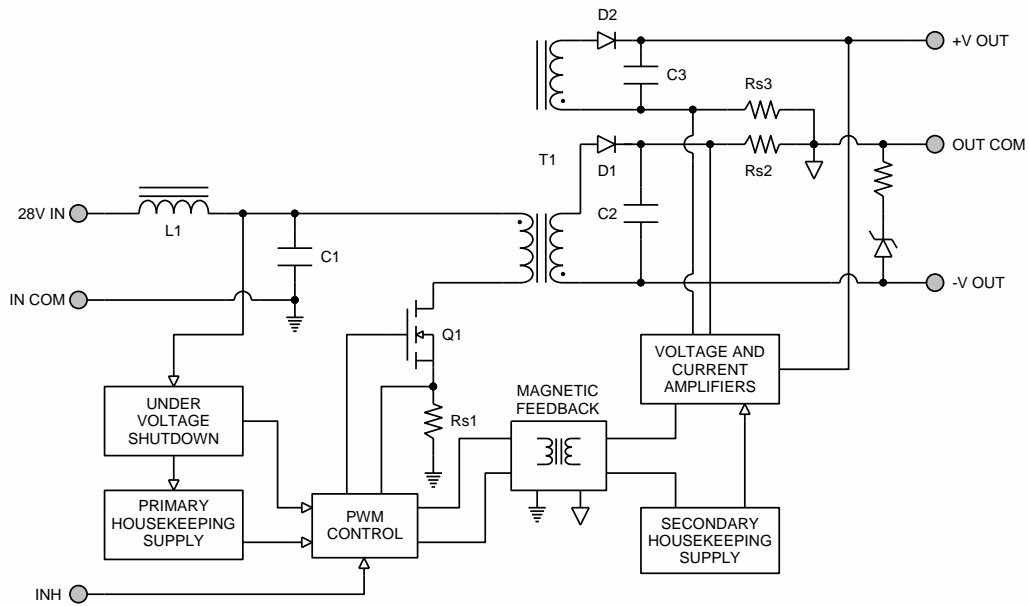 D2
+V OUT
C3
Rs3
OUT COM
T1
D1
Rs2
28V IN
L1
C2
C1
IN COM
-V OUT
Q1
VOLTAGE AND
CURRENT
AMPLIFIERS
MAGNETIC
FEEDBACK
UNDER
VOLTAGE
SHUTDOWN
Rs1
PRIMARY
HOUSEKEEPING
SUPPLY
PWM
CONTROL
SECONDARY
HOUSEKEEPING
SUPPLY
INH